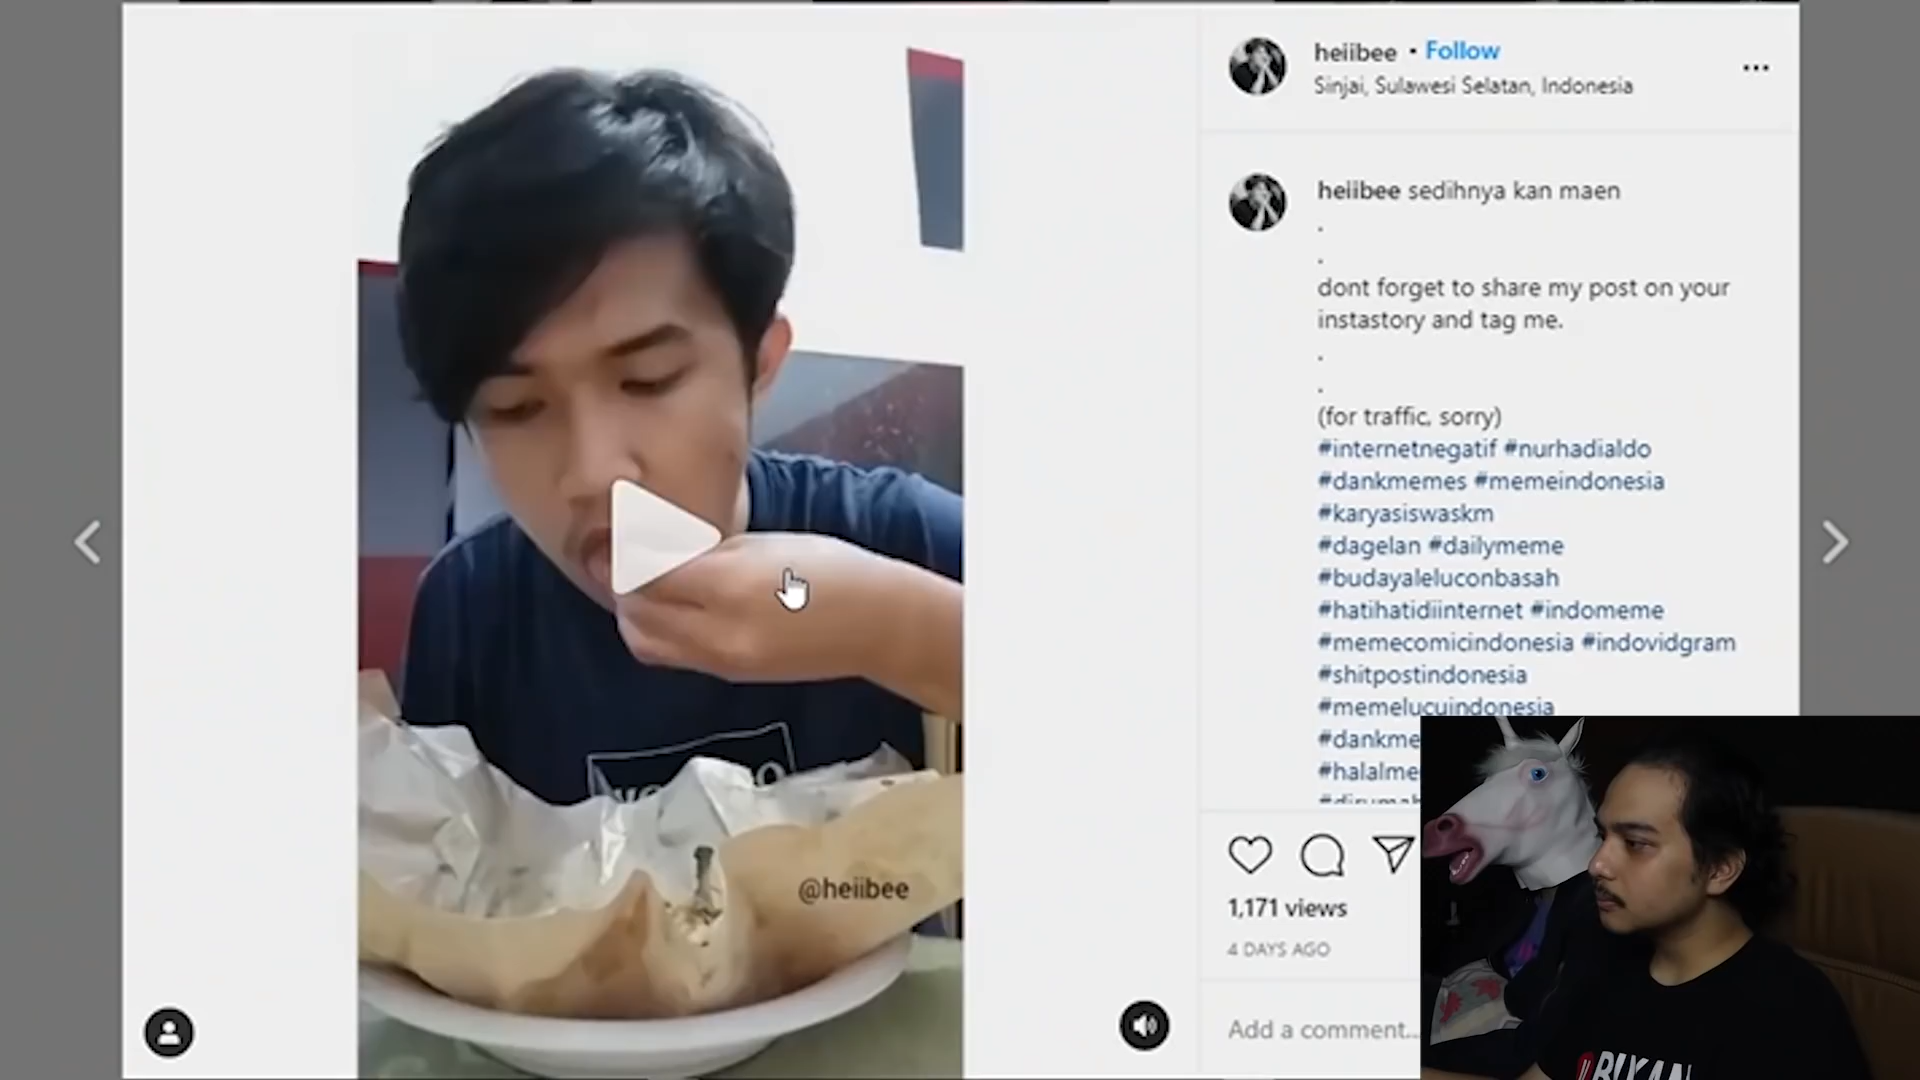 heiibee • Follow
Sinjai, Sulawesi Selatan, Indonesia
heiibee sedihnya kan maen
.
.
dont forget to share my post on your
instastory and tag me.
.
.
(for traffic, sorry)
#internetnegatif #nurhadialdo
#dankmemes #memeindonesia
#karyasiswaskm
#dagelan #dailymeme
#budayaleluconbasah
#hatihatidiinternet #indomeme
#memecomicindonesia #indovidgram
#shitpostindonesia
#memelucuindonesia
#dankme
#halalme
@heiibee
1,171 views
4 DAYS AGO
Add a comment...